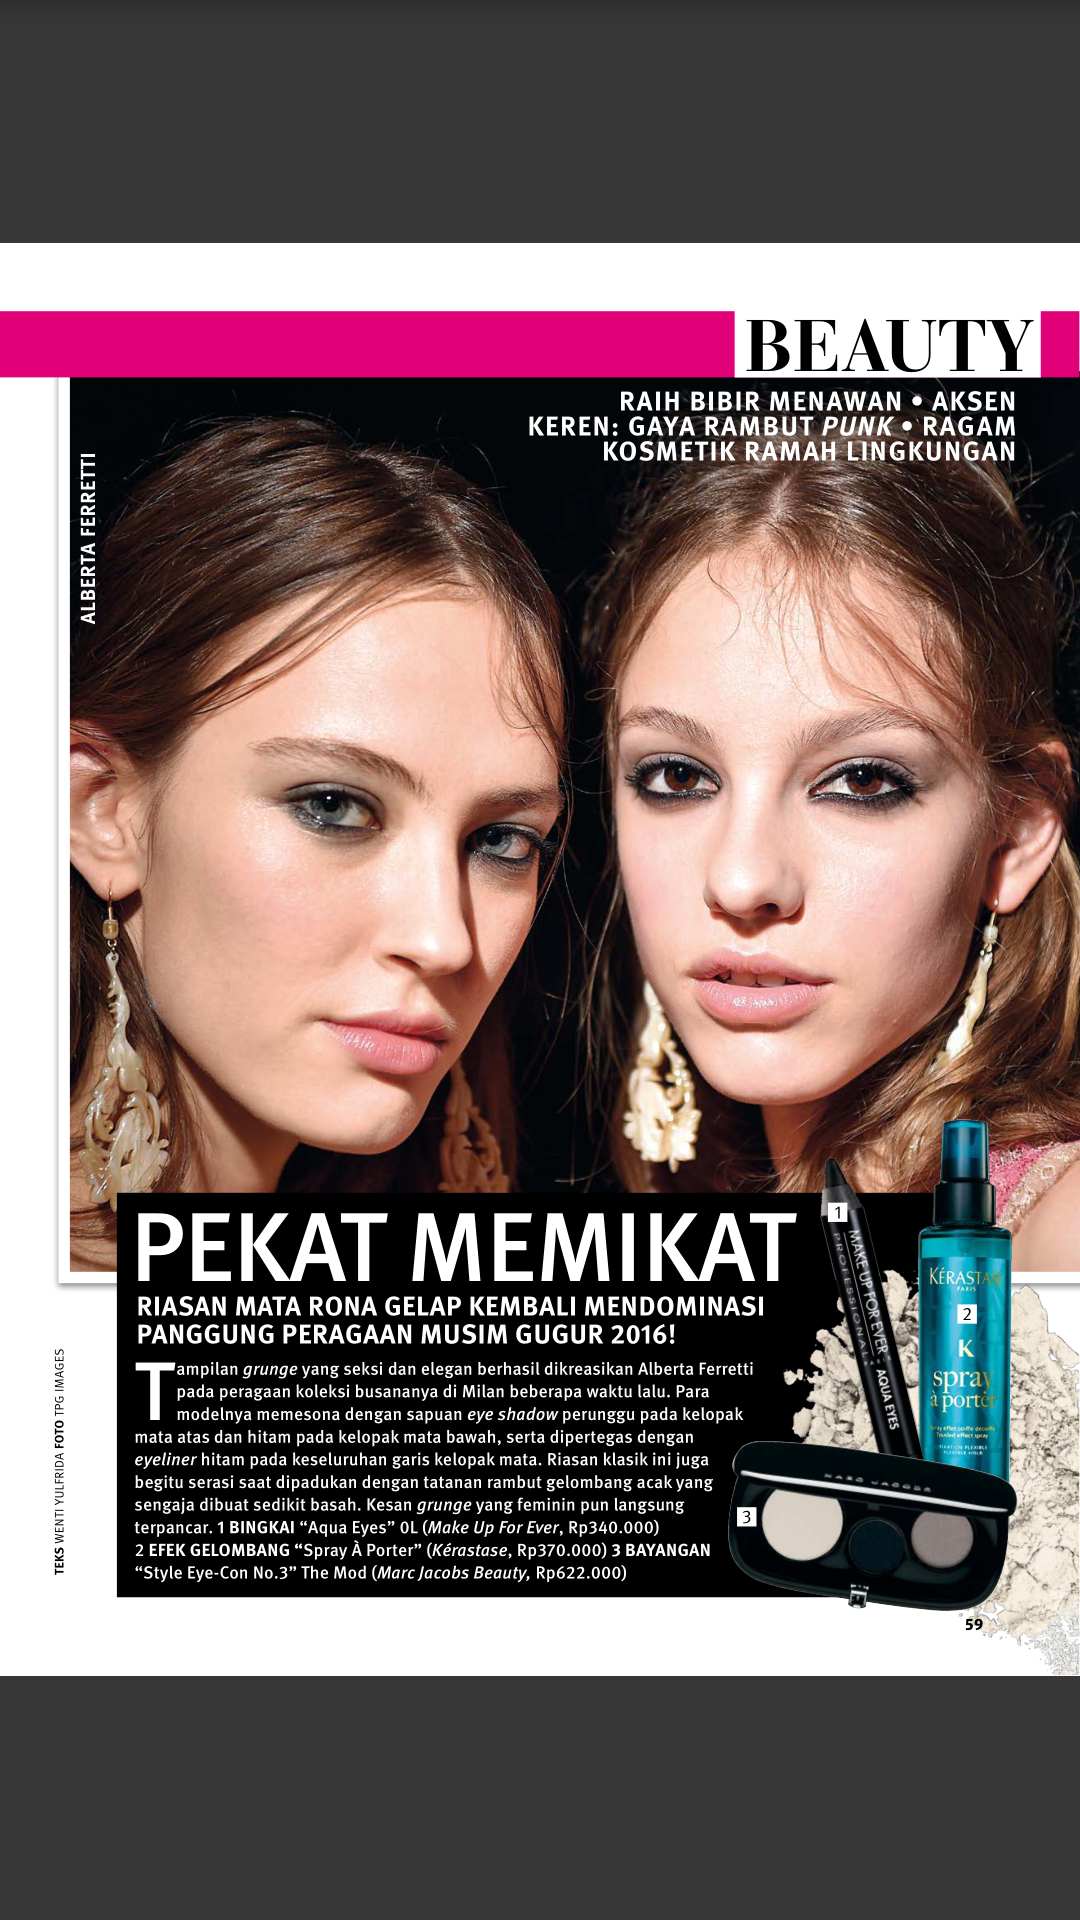 BEAUTY
RAIH BIBIR MENAWAN • AKSEN
KEREN: GAYA RAMBUT PUNK • RAGAM
KOSMETIK RAMAH LINGKUNGAN
ALBERTA FERRETTI
PEKAT MEMIKAT
RIASAN MATA RONA GELAP KEMBALI MENDOMINASI
PANGGUNG PERAGAAN MUSIM GUGUR 2016!
Tampilan grunge yang seksi dan elegan berhasil dikreasikan Alberta Ferretti
pada peragaan koleksi busananya di Milan beberapa waktu lalu. Para
modelnya memesona dengan sapuan eye shadow perunggu pada kelopak
mata atas dan hitam pada kelopak mata bawah, serta dipertegas dengan
eyeliner hitam pada keseluruhan garis kelopak mata. Riasan klasik ini juga
begitu serasi saat dipadukan dengan tatanan rambut gelombang acak yang
sengaja dibuat sedikit basah. Kesan grunge yang feminin pun langsung
terpancar. 1 BINGKAI “Aqua Eyes” 0L (Make Up For Ever, Rp340.000)
2 EFEK GELOMBANG “Spray À Porter” (Kérastase, Rp370.000) 3 BAYANGAN
“Style Eye-Con No.3” The Mod (Marc Jacobs Beauty, Rp622.000)
TEKS WENTI YULFRIDA FOTO TPG IMAGES
1
MAKE UP FOR EVER
AQUA EYES
PROFESSIONAL
KÉRASTASE
PARIS
2
K
spray
à porter
3
MARC JACOBS
59